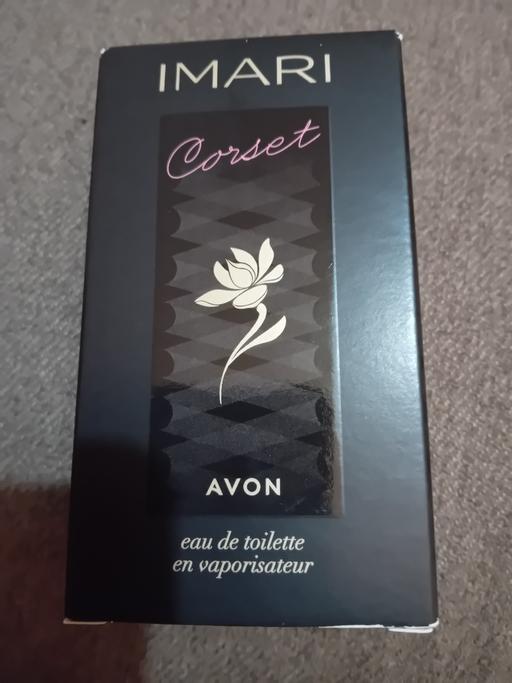 IMARI
Corset
AVON
eau de toilette
en vaporisateur